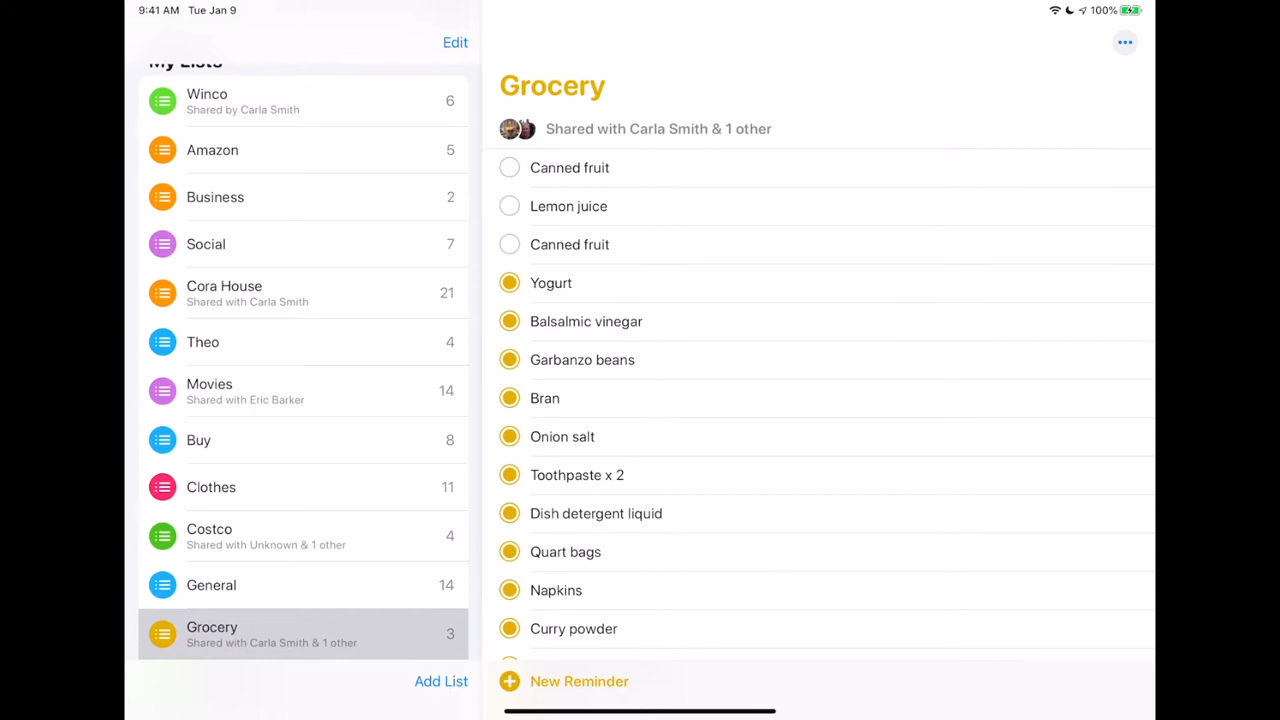 9:41 AM Tue Jan 9
100%
Edit
My Lists
Winco
Shared by Carla Smith
6
Amazon
5
Business
2
Social
7
Cora House
Shared with Carla Smith
21
Theo
4
Movies
Shared with Eric Barker
14
Buy
8
Clothes
11
Costco
Shared with Unknown & 1 other
4
General
14
Grocery
Shared with Carla Smith & 1 other
3
Add List
Grocery
Shared with Carla Smith & 1 other
Canned fruit
Lemon juice
Canned fruit
Yogurt
Balsalmic vinegar
Garbanzo beans
Bran
Onion salt
Toothpaste x 2
Dish detergent liquid
Quart bags
Napkins
Curry powder
New Reminder